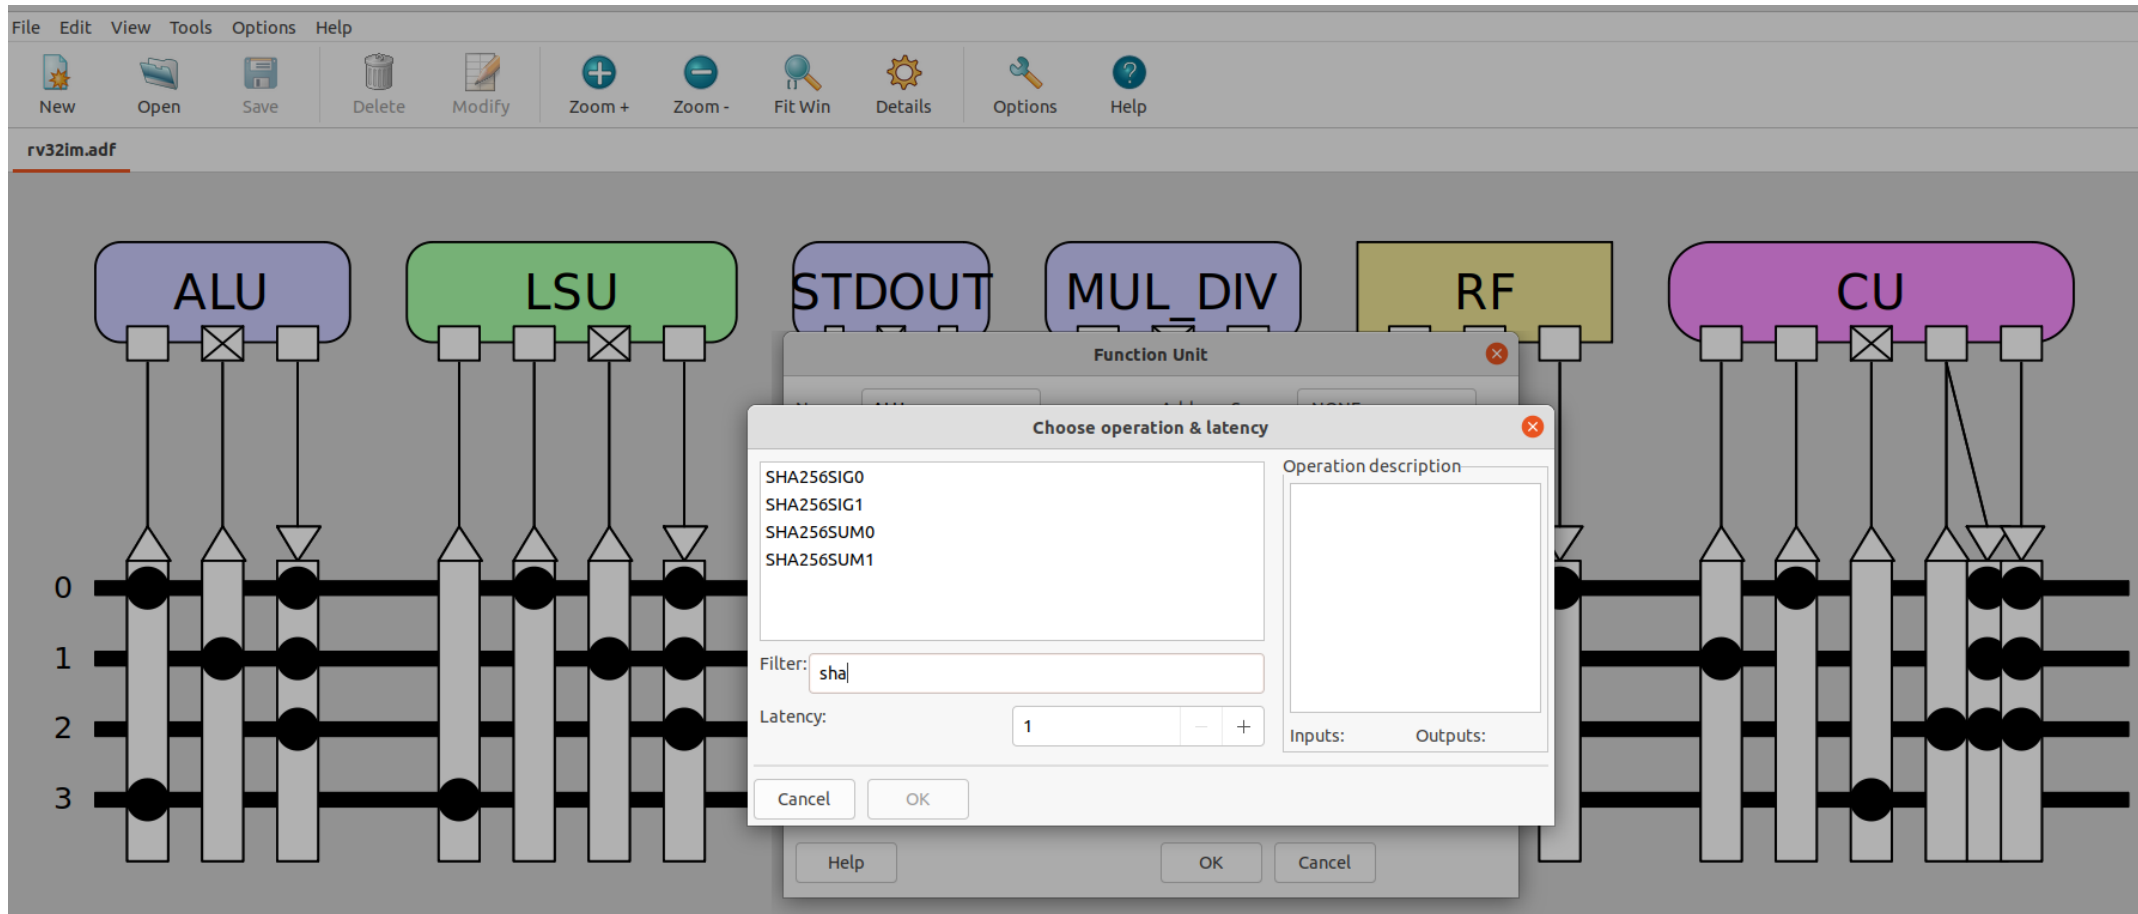 File Edit View Tools Options Help
New Open Save Delete Modify Zoom + Zoom - Fit Win Details Options Help
rv32im.adf
ALU LSU STDOUT MUL_DIV RF CU
Function Unit
Choose operation & latency
SHA256SIG0
SHA256SIG1
SHA256SUM0
SHA256SUM1
Operation description
Filter: sha
Latency: 1
Inputs: Outputs:
Cancel OK
Help OK Cancel
0
1
2
3